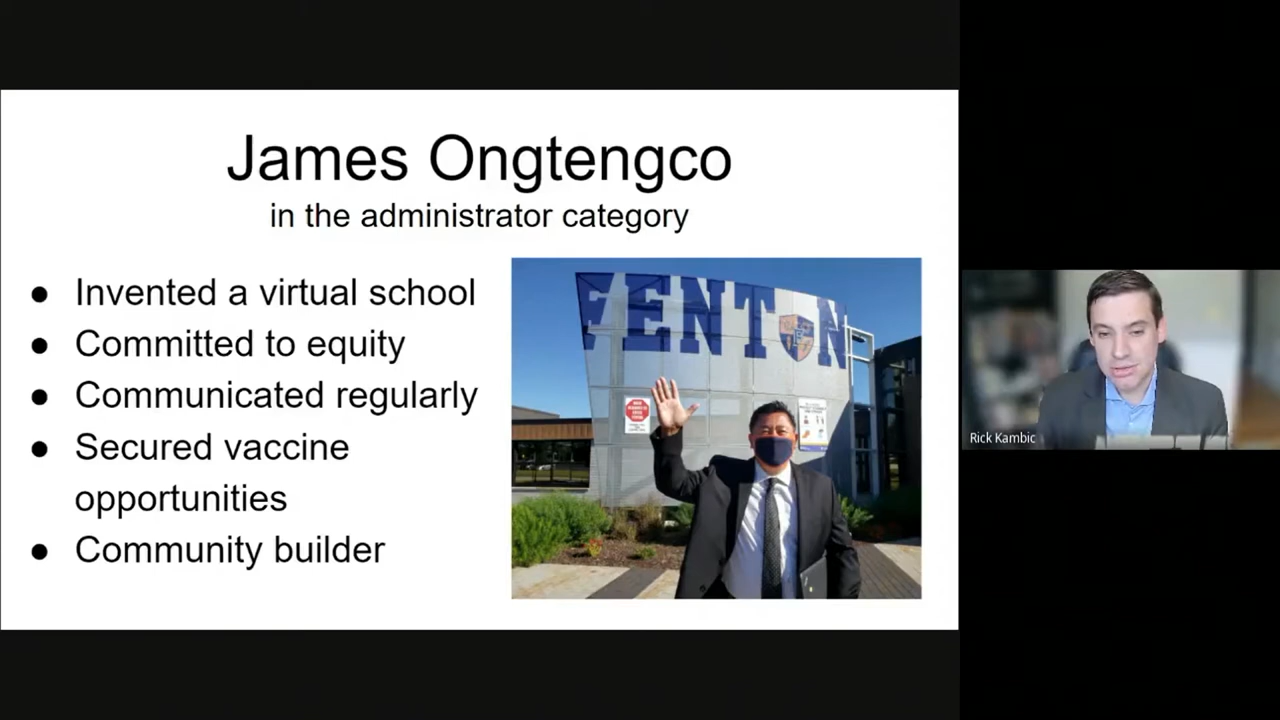 James Ongtengco
in the administrator category
● Invented a virtual school
● Committed to equity
● Communicated regularly
● Secured vaccine
opportunities
● Community builder
FENTON
Rick Kambic